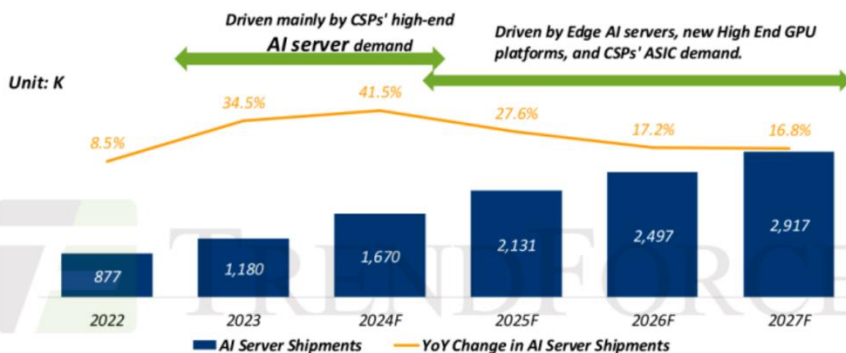 Driven mainly by CSPs' high-end
AI server demand
Driven by Edge AI servers, new High End GPU
platforms, and CSPs' ASIC demand.
Unit: K
8.5%
34.5%
41.5%
27.6%
17.2%
16.8%
877
1,180
1,670
2,131
2,497
2,917
TRENDFORCE
2022
2023
2024F
2025F
2026F
2027F
AI Server Shipments
YoY Change in AI Server Shipments